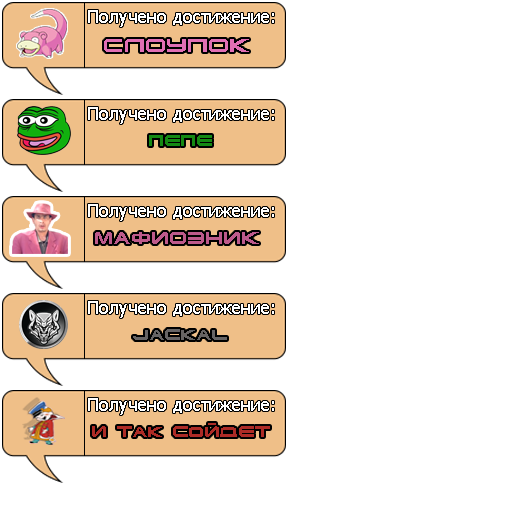 Получено достижение:
СЛОУПОК
Получено достижение:
ПЕПЕ
Получено достижение:
МАФИОЗНИК
Получено достижение:
JACKAL
Получено достижение:
И ТАК СОЙДЕТ